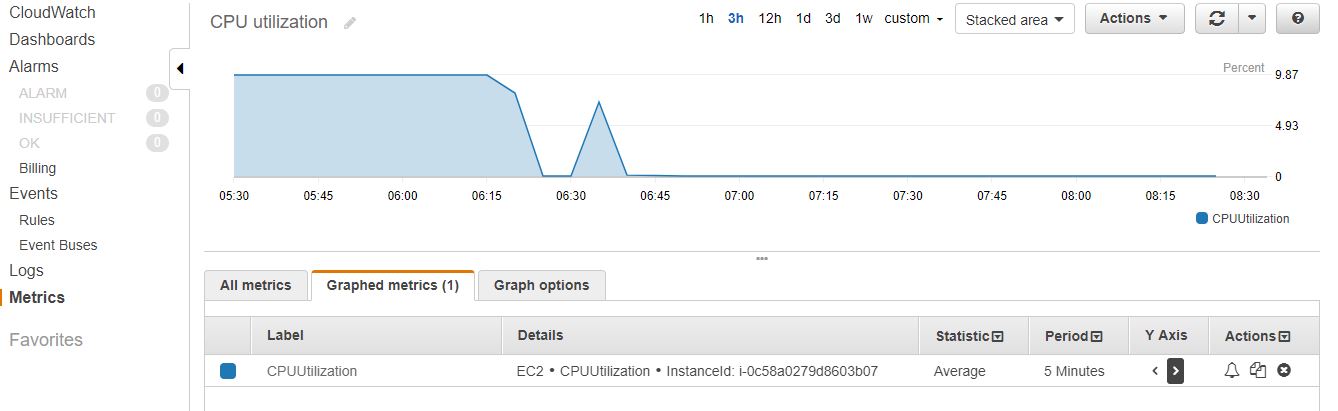 CloudWatch
Dashboards
Alarms
ALARM 0
INSUFFICIENT 0
OK 0
Billing
Events
Rules
Event Buses
Logs
Metrics
Favorites
CPU utilization
1h 3h 12h 1d 3d 1w custom Stacked area Actions ?
Percent 9.87
4.93
0
05:30 05:45 06:00 06:15 06:30 06:45 07:00 07:15 07:30 07:45 08:00 08:15 08:30
CPUUtilization
All metrics Graphed metrics (1) Graph options
Label Details Statistic Period Y Axis Actions
CPUUtilization EC2 • CPUUtilization • InstanceId: i-0c58a0279d8603b07 Average 5 Minutes < >